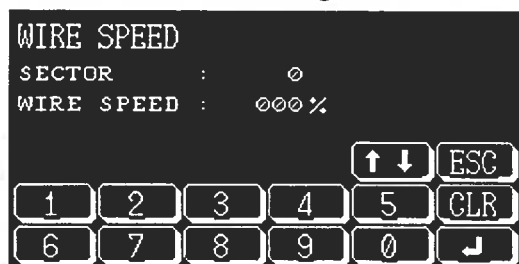 WIRE SPEED
SECTOR : 0
WIRE SPEED : 000%
↑ ↓ ESC
1 2 3 4 5 CLR
6 7 8 9 0 ↵